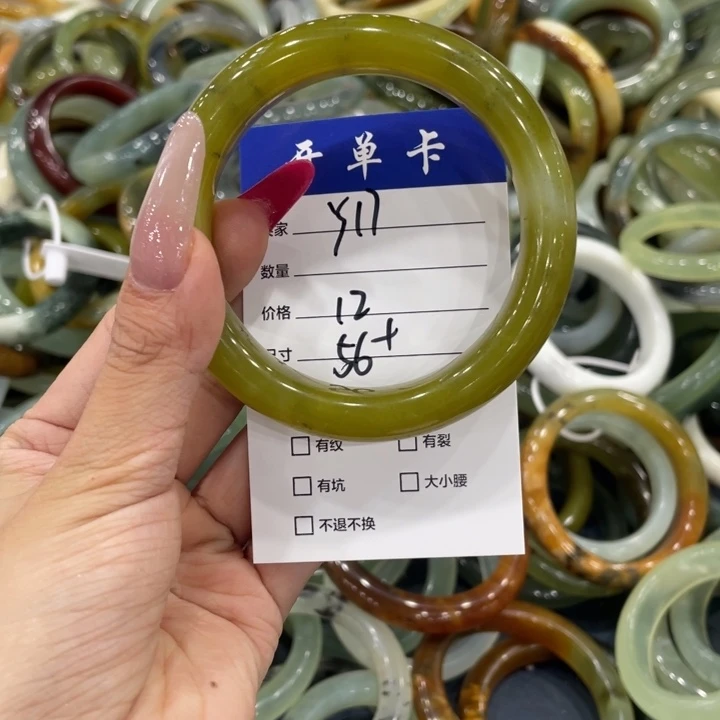 开单卡
家 y17
数量
价格 12
寸 56+
有纹 有裂
有坑 大小腰
不退不换